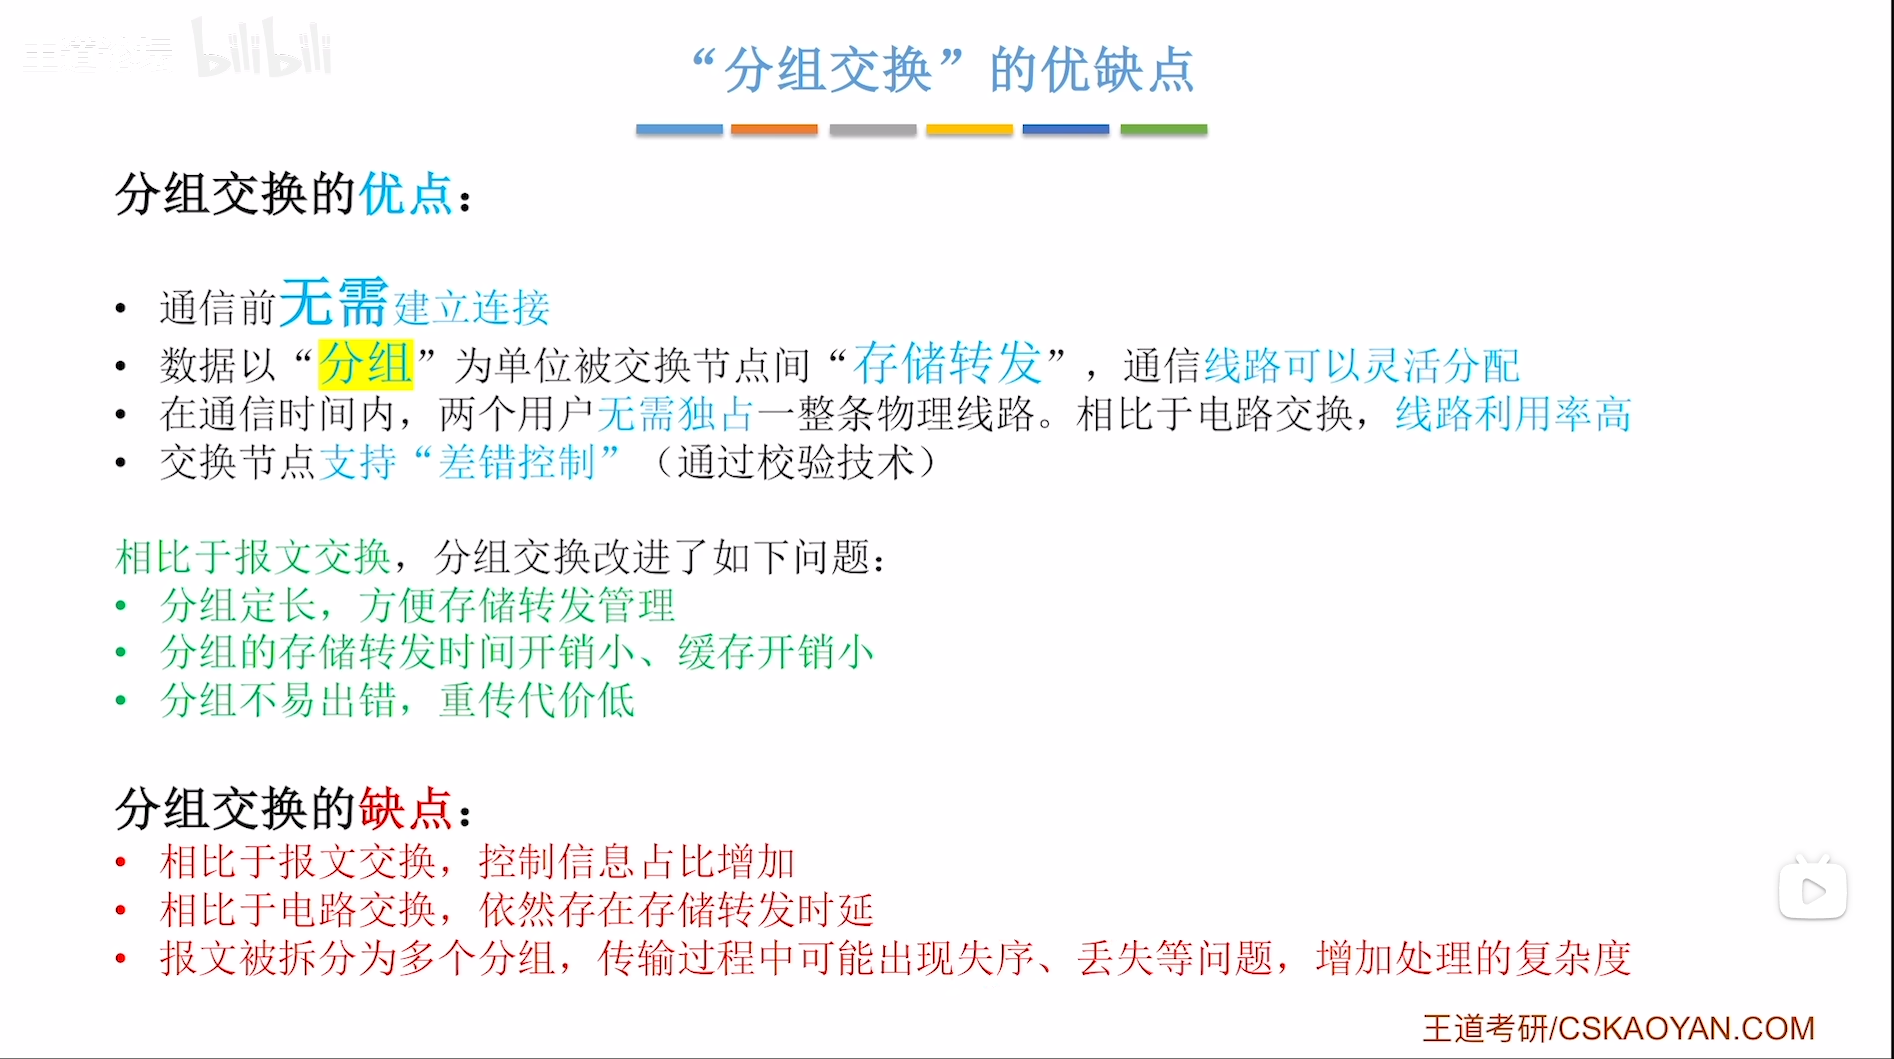 王道论坛 bilibili
“分组交换”的优缺点
分组交换的优点：
• 通信前无需建立连接
• 数据以“分组”为单位被交换节点间“存储转发”，通信线路可以灵活分配
• 在通信时间内，两个用户无需独占一整条物理线路。相比于电路交换，线路利用率高
• 交换节点支持“差错控制”（通过校验技术）
相比于报文交换，分组交换改进了如下问题：
• 分组定长，方便存储转发管理
• 分组的存储转发时间开销小、缓存开销小
• 分组不易出错，重传代价低
分组交换的缺点：
• 相比于报文交换，控制信息占比增加
• 相比于电路交换，依然存在存储转发时延
• 报文被拆分为多个分组，传输过程中可能出现失序、丢失等问题，增加处理的复杂度
王道考研/CSKAOYAN.COM